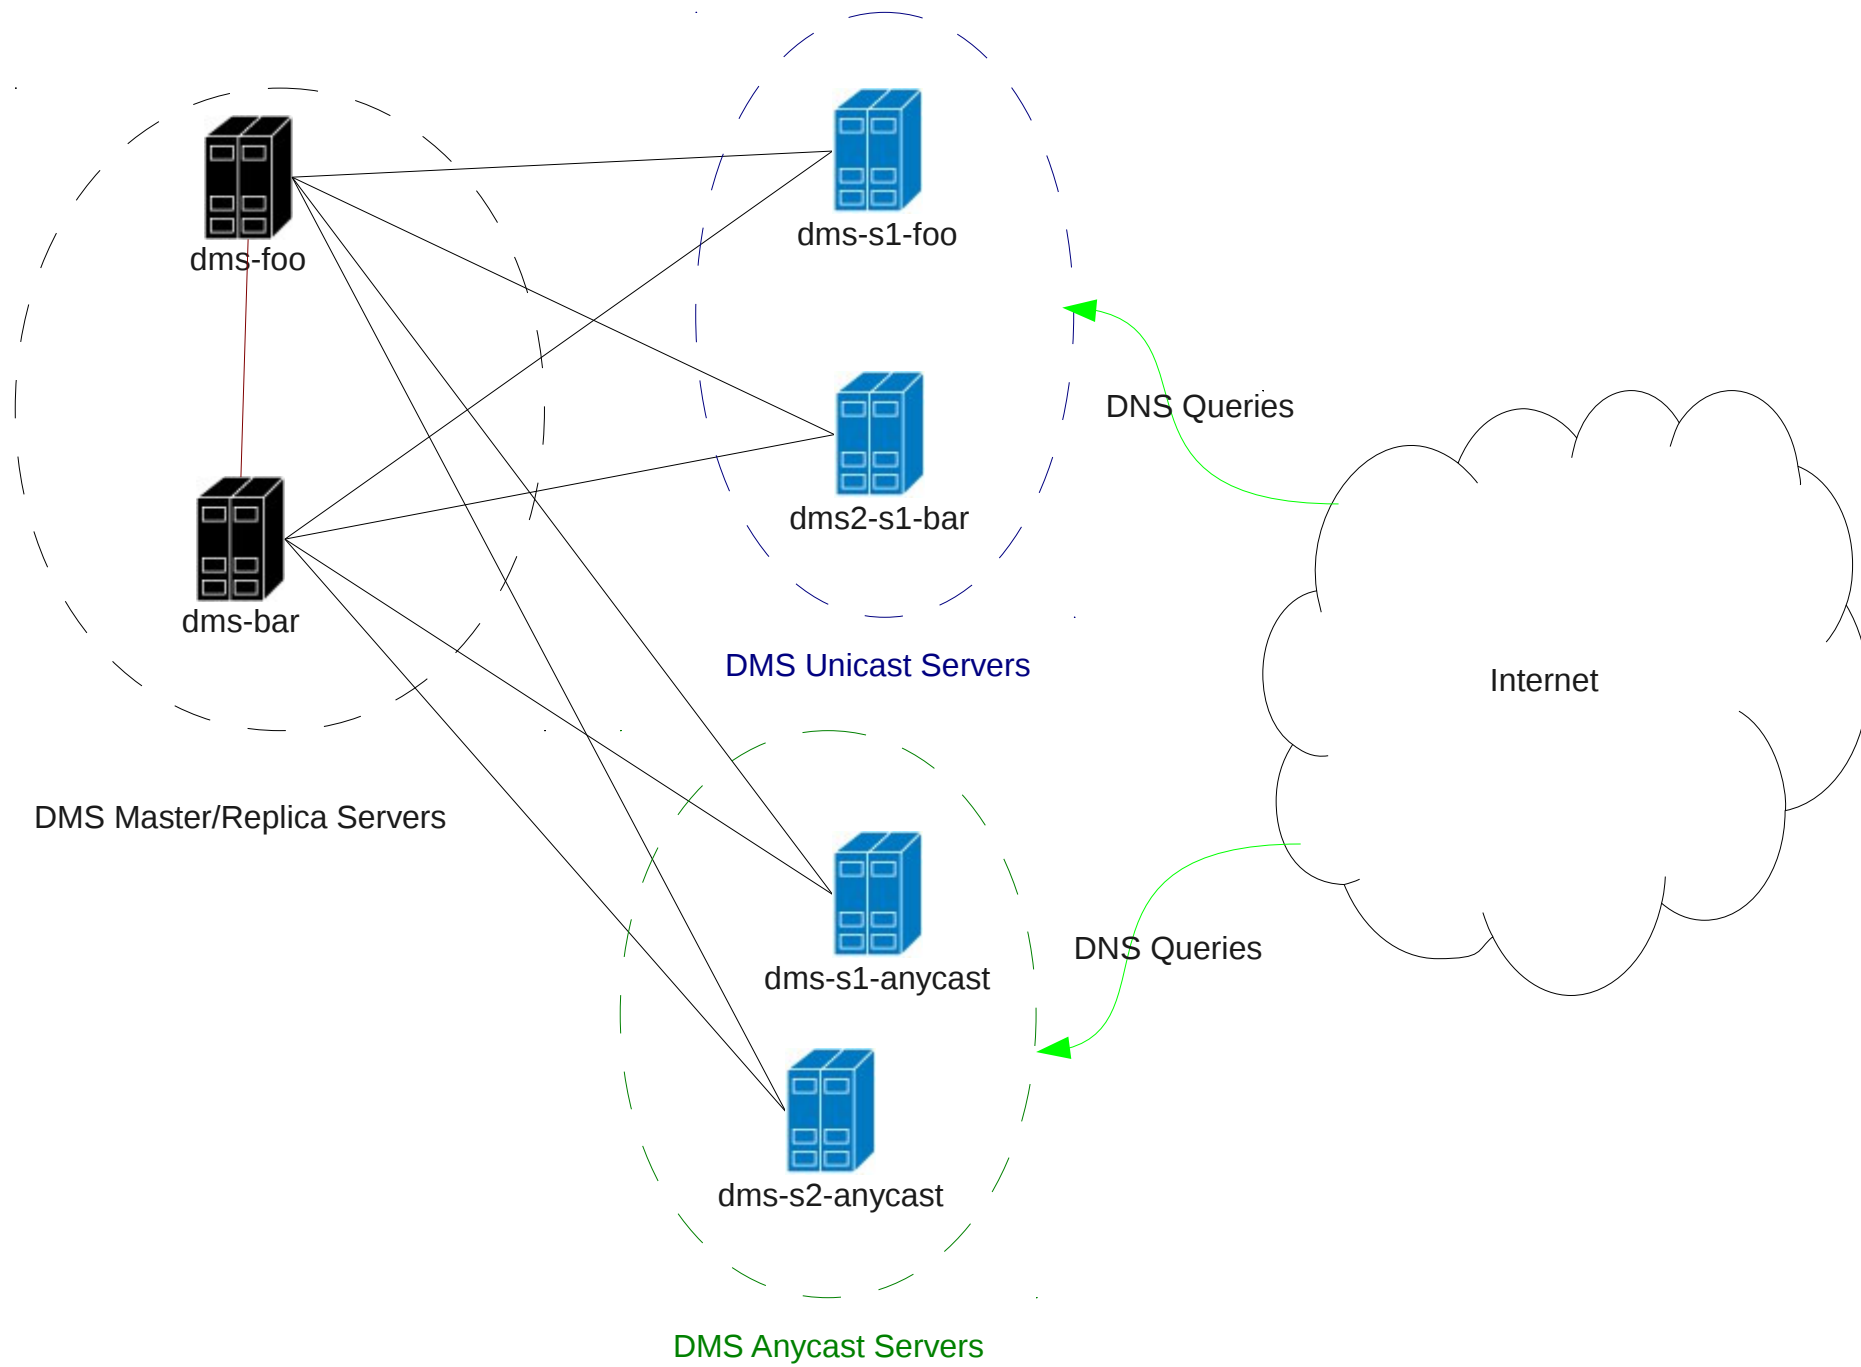 dms-foo
dms-s1-foo
DNS Queries
dms2-s1-bar
dms-bar
DMS Unicast Servers
Internet
DMS Master/Replica Servers
DNS Queries
dms-s1-anycast
dms-s2-anycast
DMS Anycast Servers